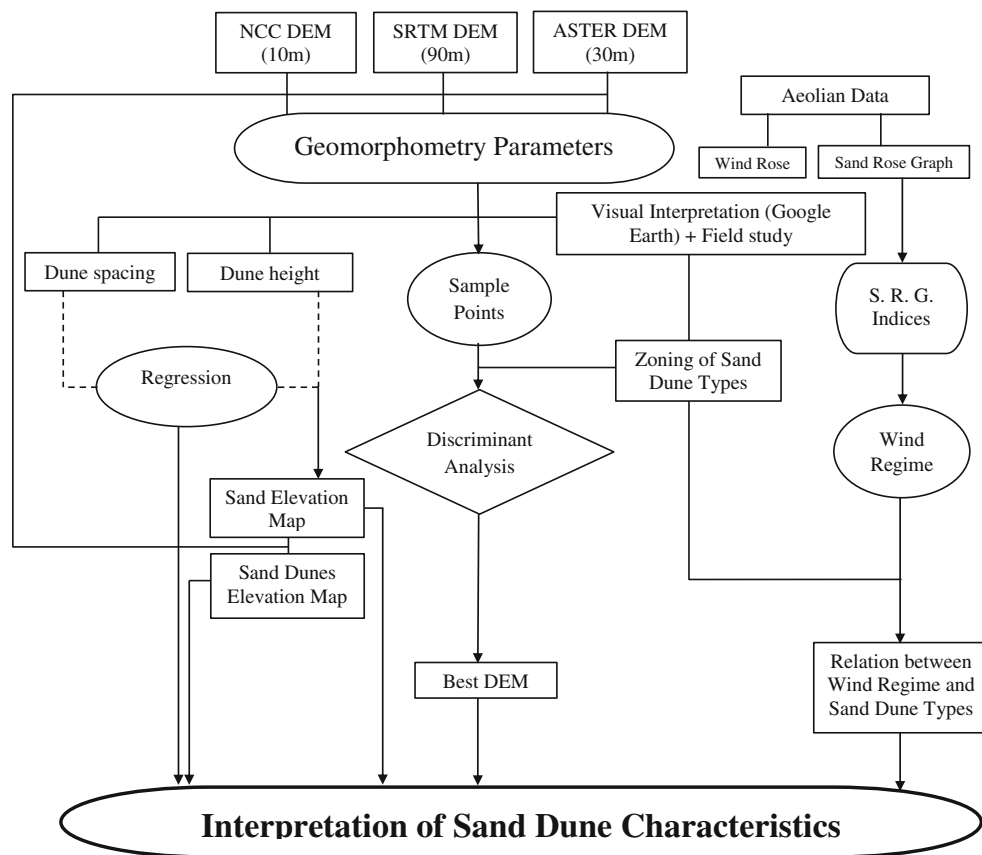 NCC DEM
(10m)
SRTM DEM
(90m)
ASTER DEM
(30m)
Aeolian Data
Geomorphometry Parameters
Wind Rose
Sand Rose Graph
Visual Interpretation (Google
Earth) + Field study
Dune spacing
Dune height
Sample
Points
S. R. G.
Indices
Regression
Zoning of Sand
Dune Types
Discriminant
Analysis
Wind
Regime
Sand Elevation
Map
Sand Dunes
Elevation Map
Best DEM
Relation between
Wind Regime and
Sand Dune Types
Interpretation of Sand Dune Characteristics